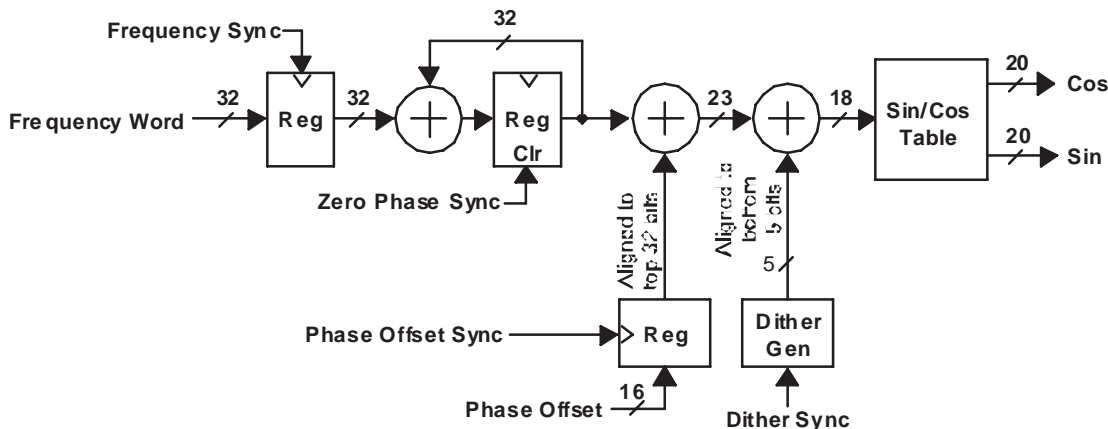 32
Frequency Sync
20
Cos
32
32
23
18
Frequency Word
Reg
Reg
Sin/Cos
Table
Clr
20
Sin
Zero Phase Sync
Aligned to
top 32 bits
Aligned to
5 bits
5
Phase Offset Sync
Reg
Dither
Gen
16
Phase Offset
Dither Sync